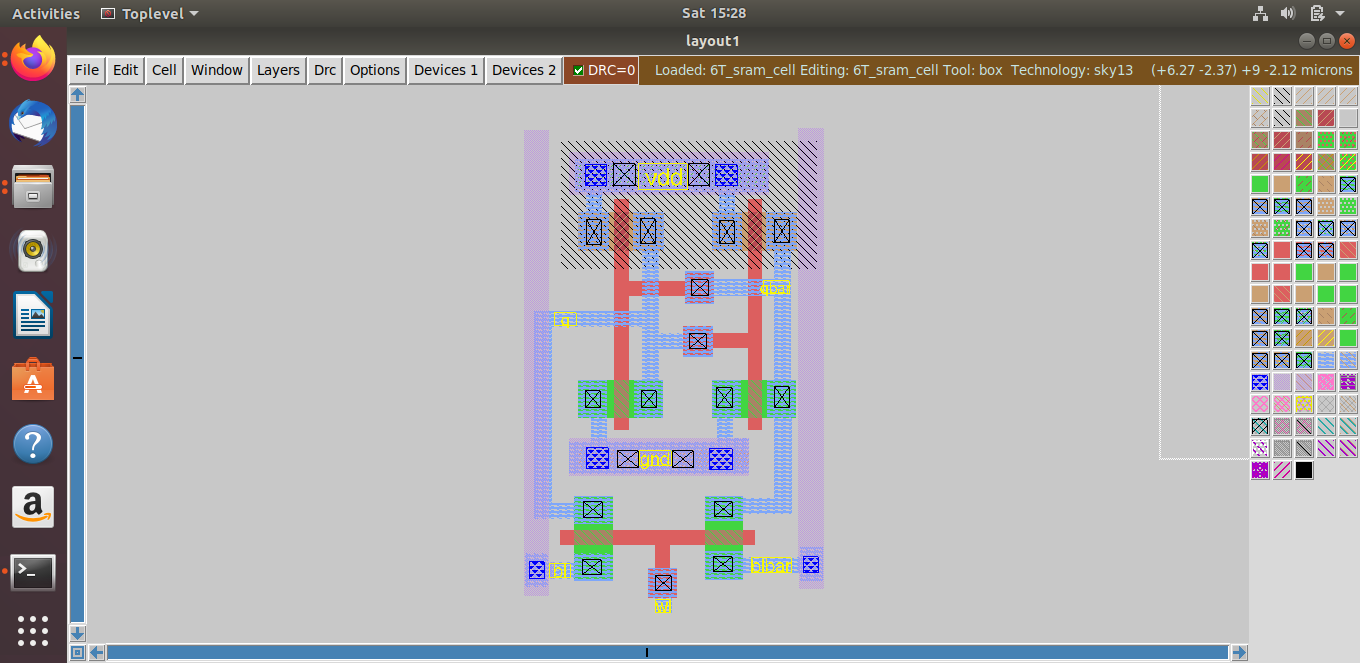 Activities Toplevel Sat 15:28
layout1
File Edit Cell Window Layers Drc Options Devices 1 Devices 2 DRC=0 Loaded: 6T_sram_cell Editing: 6T_sram_cell Tool: box Technology: sky13 (+6.27 -2.37) +9 -2.12 microns
vdd
qbar
q
gnd
bl blbar
wl